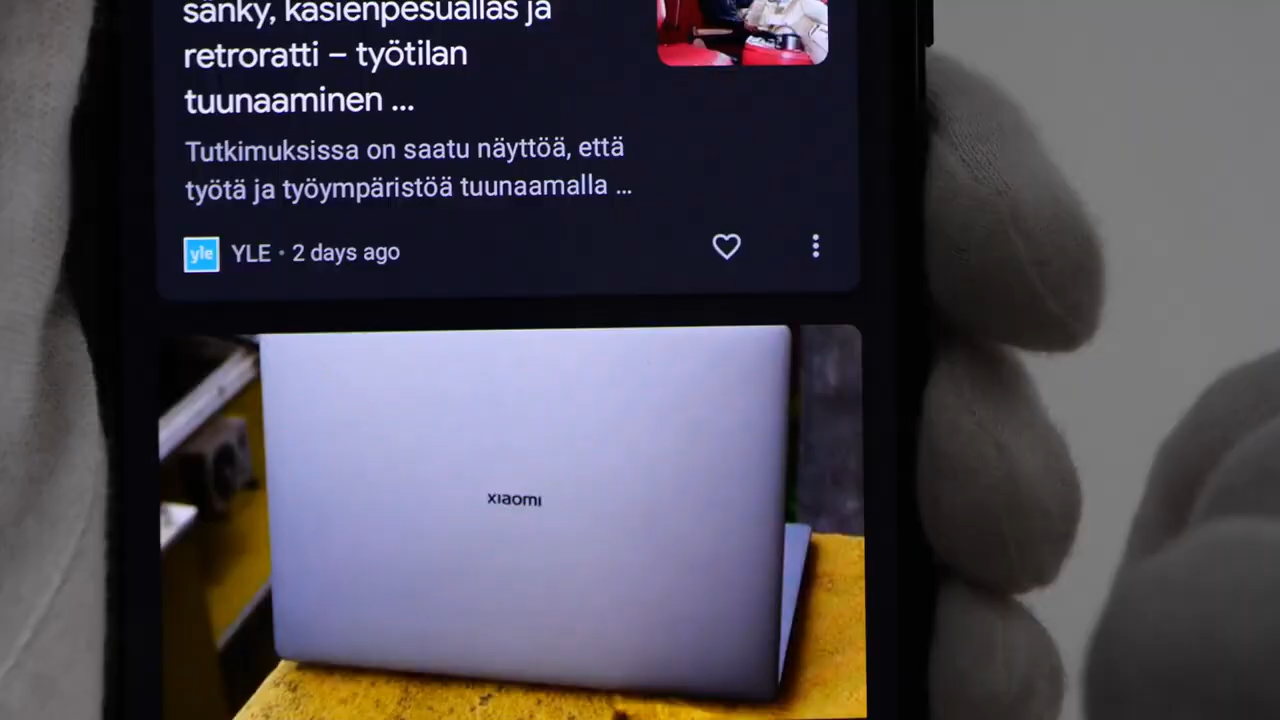 sänky, käsienpesuallas ja
retroratti – työtilan
tuunaaminen ...
Tutkimuksissa on saatu näyttöä, että
työtä ja työympäristöä tuunaamalla ...
yle YLE • 2 days ago
xiaomi